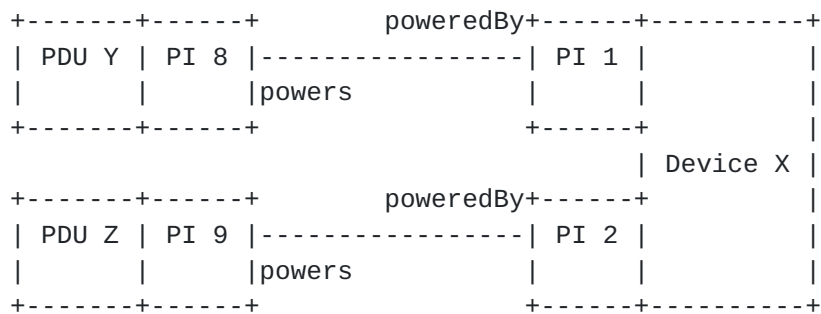 poweredBy
PDU Y PI 8 PI 1
powers
Device X
poweredBy
PDU Z PI 9 PI 2
powers